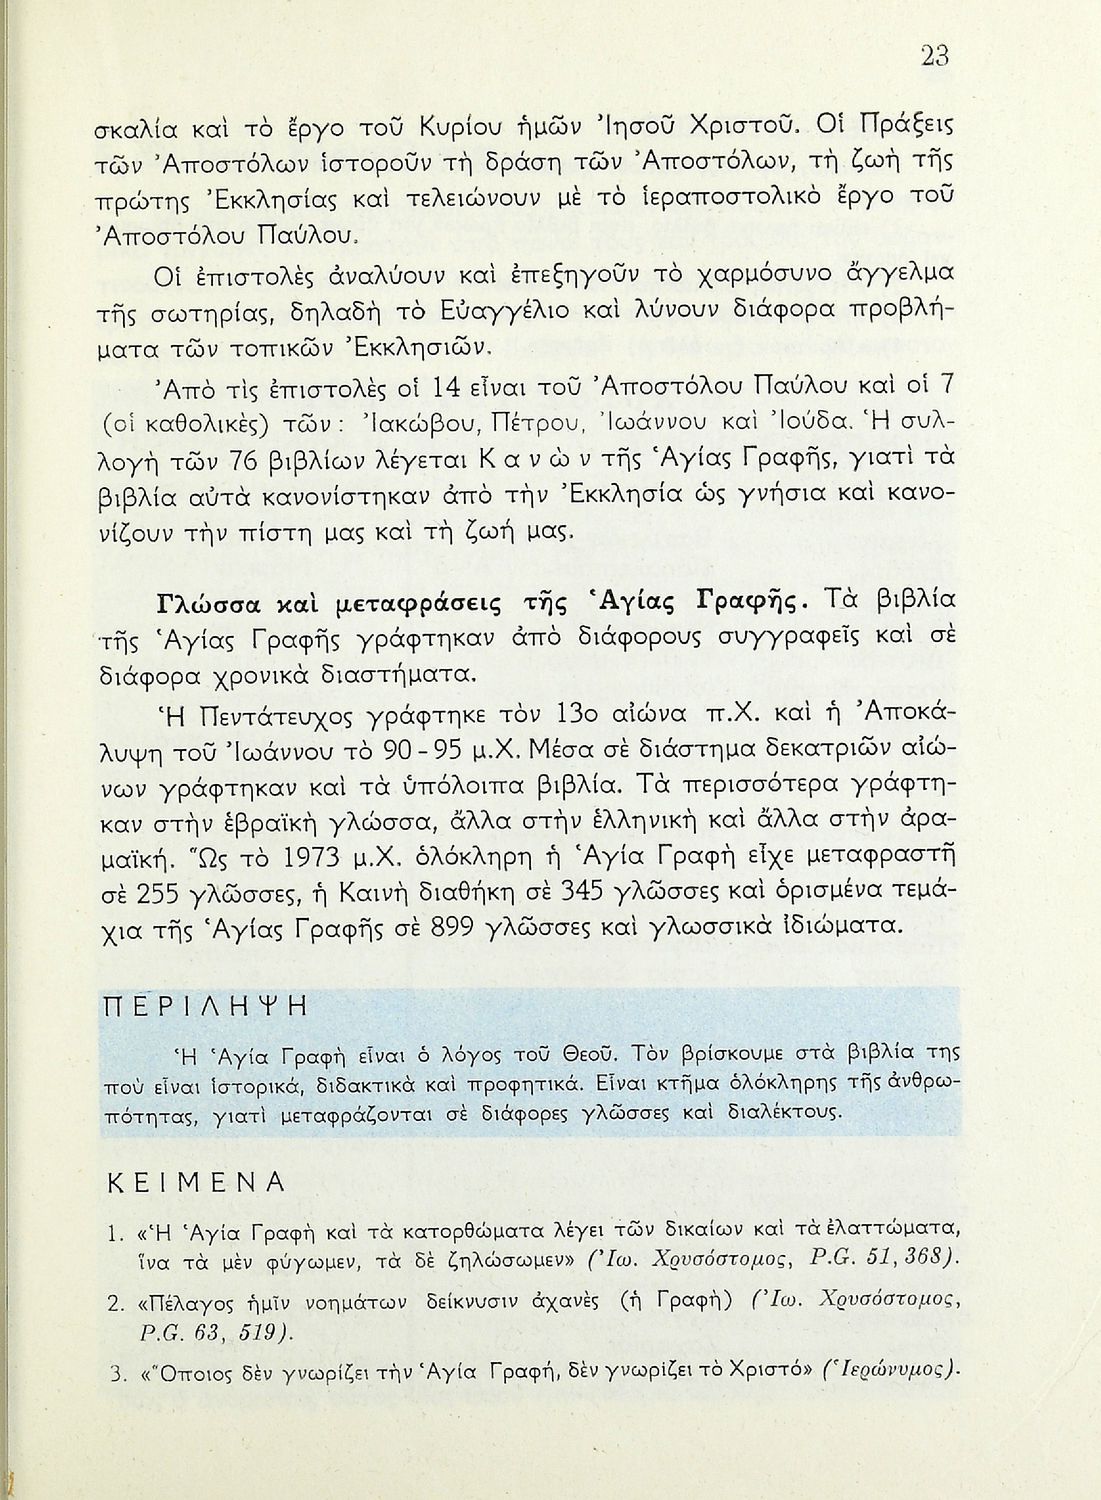 23
σκαλία καὶ τὸ ἔργο τοῦ Κυρίου ἡμῶν Ἰησοῦ Χριστοῦ. Οἱ Πράξεις
τῶν Ἀποστόλων ἱστοροῦν τὴ δράση τῶν Ἀποστόλων, τὴ ζωὴ τῆς
πρώτης Ἐκκλησίας καὶ τελειώνουν μὲ τὸ ἱεραποστολικὸ ἔργο τοῦ
Ἀποστόλου Παύλου.
Οἱ ἐπιστολὲς ἀναλύουν καὶ ἐπεξηγοῦν τὸ χαρμόσυνο ἄγγελμα
τῆς σωτηρίας, δηλαδὴ τὸ Εὐαγγέλιο καὶ λύνουν διάφορα προβλή-
ματα τῶν τοπικῶν Ἐκκλησιῶν.
Ἀπὸ τὶς ἐπιστολὲς οἱ 14 εἶναι τοῦ Ἀποστόλου Παύλου καὶ οἱ 7
(οἱ καθολικὲς) τῶν: Ἰακώβου, Πέτρου, Ἰωάννου καὶ Ἰούδα. Ἡ συλ-
λογὴ τῶν 76 βιβλίων λέγεται Κ α ν ὼ ν τῆς Ἁγίας Γραφῆς, γιατὶ τὰ
βιβλία αὐτὰ κανονίστηκαν ἀπὸ τὴν Ἐκκλησία ὡς γνήσια καὶ κανο-
νίζουν τὴν πίστη μας καὶ τὴ ζωή μας.
Γλώσσα καὶ μεταφράσεις τῆς Ἁγίας Γραφῆς. Τὰ βιβλία
τῆς Ἁγίας Γραφῆς γράφτηκαν ἀπὸ διάφορους συγγραφεῖς καὶ σὲ
διάφορα χρονικὰ διαστήματα.
Ἡ Πεντάτευχος γράφτηκε τὸν 13ο αἰώνα π.Χ. καὶ ἡ Ἀποκά-
λυψη τοῦ Ἰωάννου τὸ 90 - 95 μ.Χ. Μέσα σὲ διάστημα δεκατριῶν αἰώ-
νων γράφτηκαν καὶ τὰ ὑπόλοιπα βιβλία. Τὰ περισσότερα γράφτη-
καν στὴν ἑβραϊκὴ γλώσσα, ἄλλα στὴν ἑλληνικὴ καὶ ἄλλα στὴν ἀρα-
μαϊκή. Ὣς τὸ 1973 μ.Χ. ὁλόκληρη ἡ Ἁγία Γραφὴ εἶχε μεταφραστῆ
σὲ 255 γλῶσσες, ἡ Καινὴ διαθήκη σὲ 345 γλῶσσες καὶ ὁρισμένα τεμά-
χια τῆς Ἁγίας Γραφῆς σὲ 899 γλῶσσες καὶ γλωσσικὰ ἰδιώματα.
ΠΕΡΙΛΗΨΗ
Ἡ Ἁγία Γραφὴ εἶναι ὁ λόγος τοῦ Θεοῦ. Τὸν βρίσκουμε στὰ βιβλία της
ποὺ εἶναι ἱστορικά, διδακτικὰ καὶ προφητικά. Εἶναι κτῆμα ὁλόκληρης τῆς ἀνθρω-
πότητας, γιατὶ μεταφράζονται σὲ διάφορες γλῶσσες καὶ διαλέκτους.
ΚΕΙΜΕΝΑ
1. «Ἡ Ἁγία Γραφὴ καὶ τὰ κατορθώματα λέγει τῶν δικαίων καὶ τὰ ἐλαττώματα,
ἵνα τὰ μὲν φύγωμεν, τὰ δὲ ζηλώσωμεν» (Ἰω. Χρυσόστομος, P.G. 51, 368).
2. «Πέλαγος ἡμῖν νοημάτων δείκνυσιν ἀχανὲς (ἡ Γραφὴ) (Ἰω. Χρυσόστομος,
P.G. 63, 519).
3. «Ὅποιος δὲν γνωρίζει τὴν Ἁγία Γραφή, δὲν γνωρίζει τὸ Χριστό» (Ἱερώνυμος).